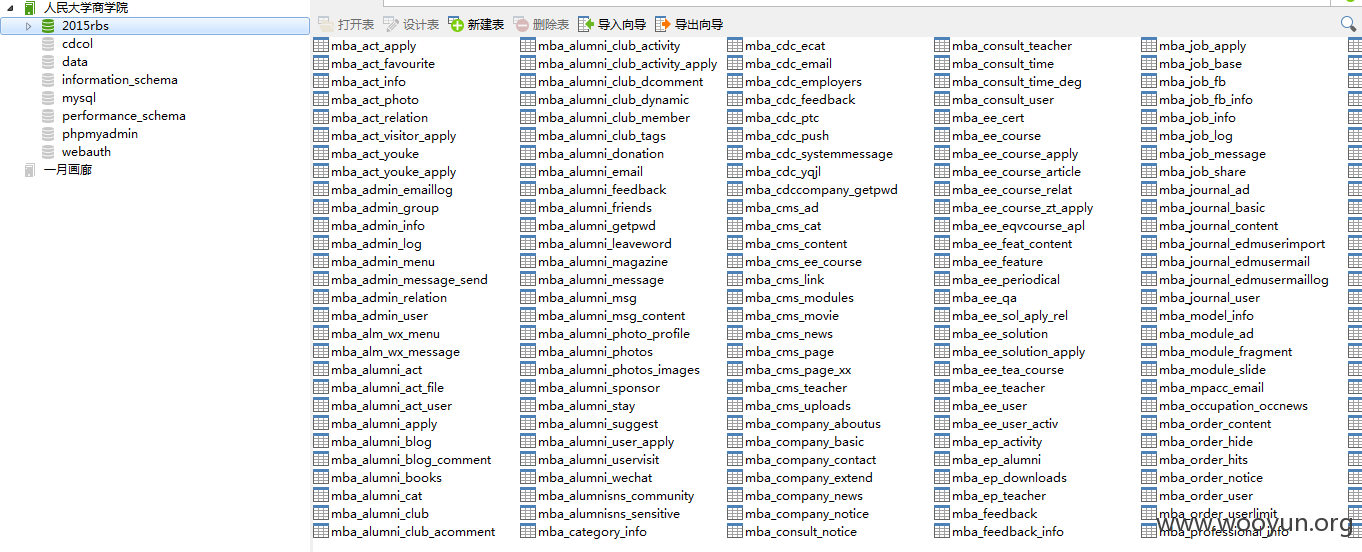 人民大学商学院
2015rbs
cdcol
data
information_schema
mysql
performance_schema
phpmyadmin
webauth
一月画廊
打开表 设计表 新建表 删除表 导入向导 导出向导
mba_act_apply
mba_act_favourite
mba_act_info
mba_act_photo
mba_act_relation
mba_act_visitor_apply
mba_act_youke
mba_act_youke_apply
mba_admin_emaillog
mba_admin_group
mba_admin_info
mba_admin_log
mba_admin_menu
mba_admin_message_send
mba_admin_relation
mba_admin_user
mba_alm_wx_menu
mba_alm_wx_message
mba_alumni_act
mba_alumni_act_file
mba_alumni_act_user
mba_alumni_apply
mba_alumni_blog
mba_alumni_blog_comment
mba_alumni_books
mba_alumni_cat
mba_alumni_club
mba_alumni_club_acomment
mba_alumni_club_activity
mba_alumni_club_activity_apply
mba_alumni_club_dcomment
mba_alumni_club_dynamic
mba_alumni_club_member
mba_alumni_club_tags
mba_alumni_donation
mba_alumni_email
mba_alumni_feedback
mba_alumni_friends
mba_alumni_getpwd
mba_alumni_leaveword
mba_alumni_magazine
mba_alumni_message
mba_alumni_msg
mba_alumni_msg_content
mba_alumni_photo_profile
mba_alumni_photos
mba_alumni_photos_images
mba_alumni_sponsor
mba_alumni_stay
mba_alumni_suggest
mba_alumni_user_apply
mba_alumni_uservisit
mba_alumni_wechat
mba_alumnisns_community
mba_alumnisns_sensitive
mba_category_info
mba_cdc_ecat
mba_cdc_email
mba_cdc_employers
mba_cdc_feedback
mba_cdc_ptc
mba_cdc_push
mba_cdc_systemmessage
mba_cdc_yqjl
mba_cdccompany_getpwd
mba_cms_ad
mba_cms_cat
mba_cms_content
mba_cms_ee_course
mba_cms_link
mba_cms_modules
mba_cms_movie
mba_cms_news
mba_cms_page
mba_cms_page_xx
mba_cms_teacher
mba_cms_uploads
mba_company_aboutus
mba_company_basic
mba_company_contact
mba_company_extend
mba_company_news
mba_company_notice
mba_consult_notice
mba_consult_teacher
mba_consult_time
mba_consult_time_deg
mba_consult_user
mba_ee_cert
mba_ee_course
mba_ee_course_apply
mba_ee_course_article
mba_ee_course_relat
mba_ee_course_zt_apply
mba_ee_eqvcourse_apl
mba_ee_feat_content
mba_ee_feature
mba_ee_periodical
mba_ee_qa
mba_ee_sol_aply_rel
mba_ee_solution
mba_ee_solution_apply
mba_ee_tea_course
mba_ee_teacher
mba_ee_user
mba_ee_user_activ
mba_ep_activity
mba_ep_alumni
mba_ep_downloads
mba_ep_teacher
mba_feedback
mba_feedback_info
mba_job_apply
mba_job_base
mba_job_fb
mba_job_fb_info
mba_job_info
mba_job_log
mba_job_message
mba_job_share
mba_journal_ad
mba_journal_basic
mba_journal_content
mba_journal_edmuserimport
mba_journal_edmusermail
mba_journal_edmusermaillog
mba_journal_user
mba_model_info
mba_module_ad
mba_module_fragment
mba_module_slide
mba_mpacc_email
mba_occupation_occnews
mba_order_content
mba_order_hide
mba_order_hits
mba_order_notice
mba_order_user
mba_order_userlimit
mba_professional_info
www.wooyun.org